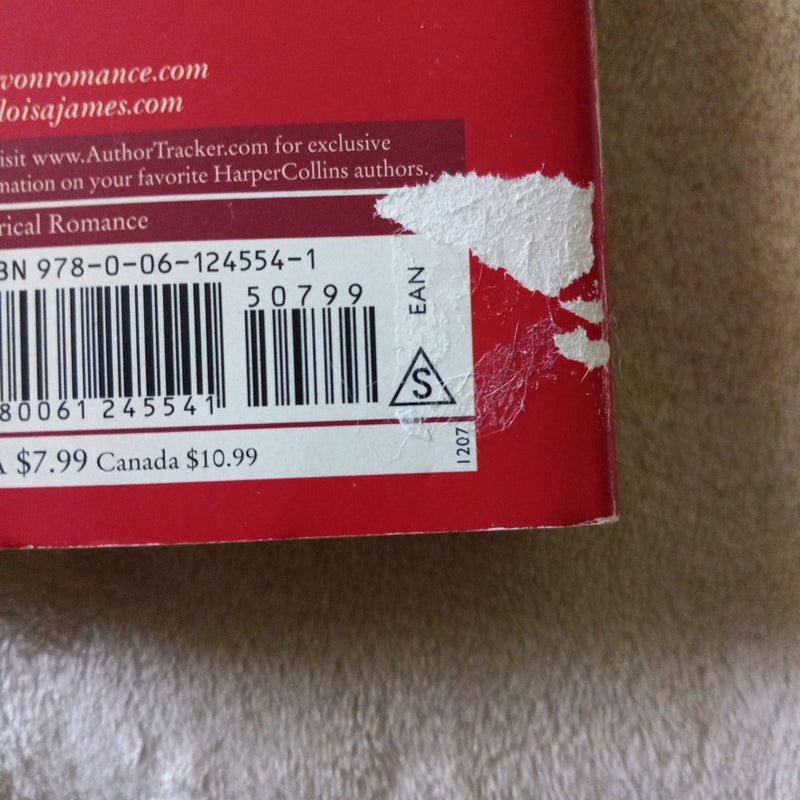 vonromance.com
loisajames.com
isit www.AuthorTracker.com for exclusive
mation on your favorite HarperCollins authors.
rical Romance
BN 978-0-06-124554-1
50799
EAN
S
80061 245541
A $7.99 Canada $10.99
1207